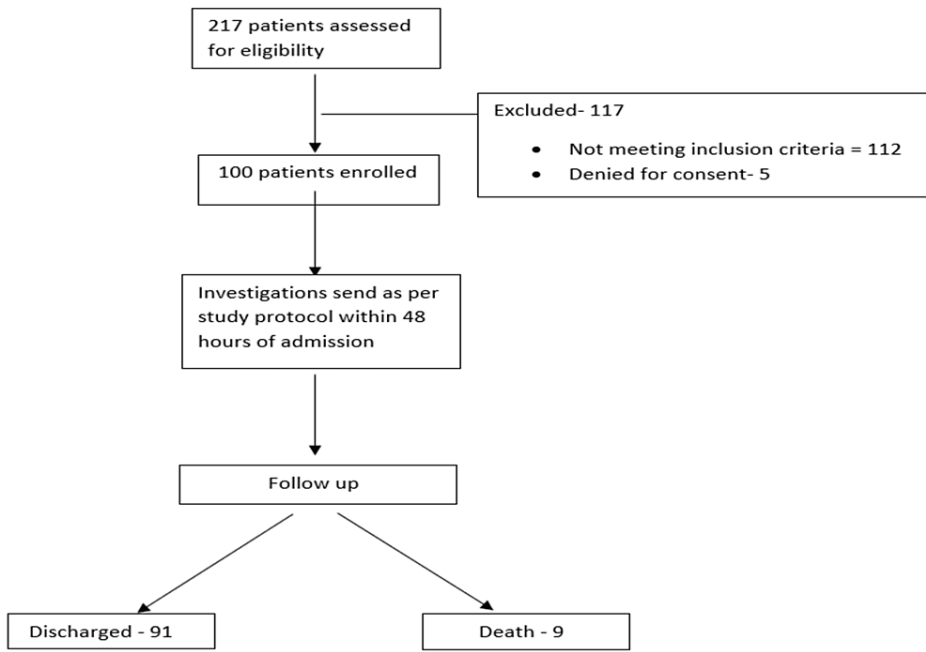 217 patients assessed
for eligibility
Excluded- 117
• Not meeting inclusion criteria = 112
• Denied for consent- 5
100 patients enrolled
Investigations send as per
study protocol within 48
hours of admission
Follow up
Discharged - 91
Death - 9